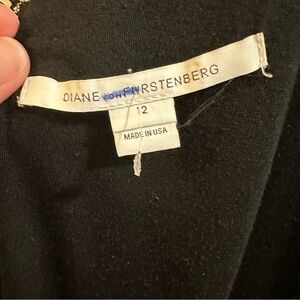 DIANE VON FURSTENBERG
12
MADE IN USA